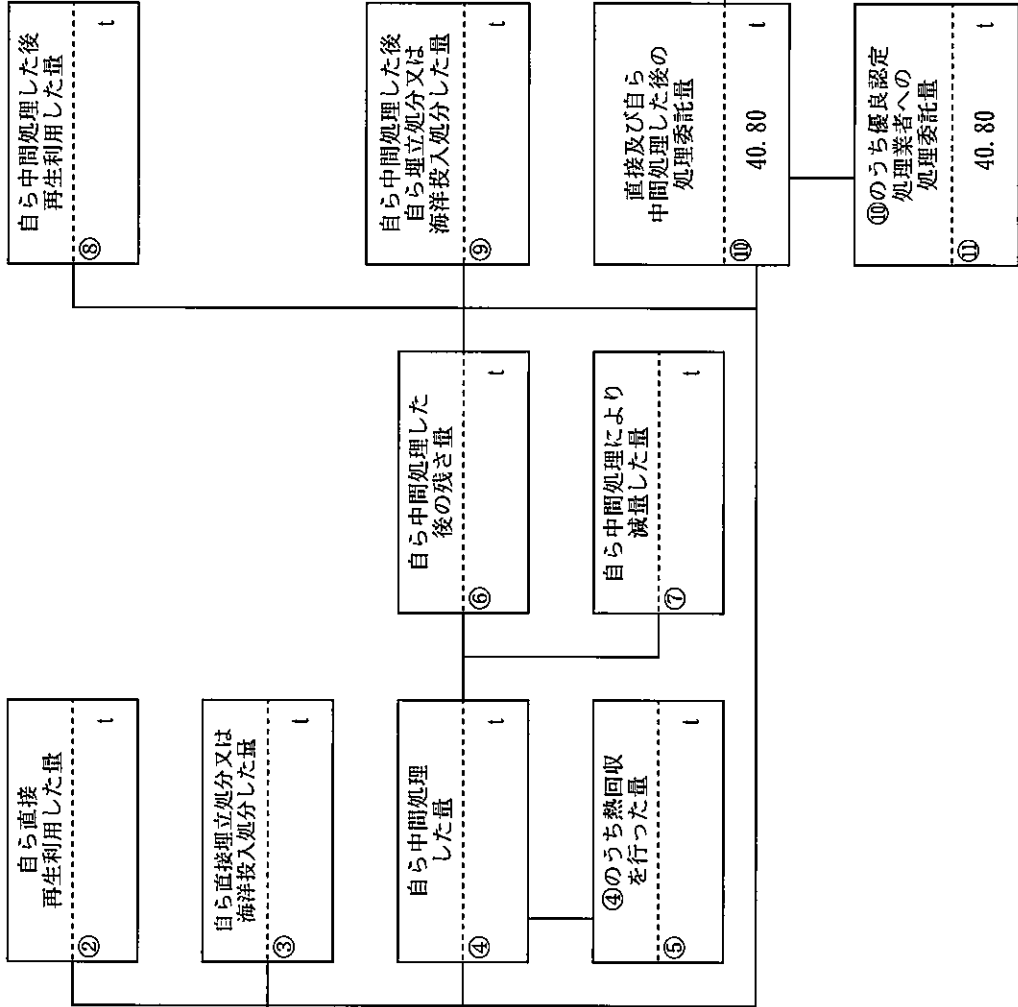 自ら直接
再生利用した量
② t
自ら直接埋立処分又は
海洋投入処分した量
③ t
自ら中間処理
した量
④ t
④のうち熱回収
を行った量
⑤ t
自ら中間処理した
後の残さ量
⑥ t
自ら中間処理により
減量した量
⑦ t
自ら中間処理した後
再生利用した量
⑧ t
自ら中間処理した後
自ら埋立処分又は
海洋投入処分した量
⑨ t
直接及び自ら
中間処理した後の
処理委託量
⑩ 40.80 t
⑩のうち優良認定
処理業者への
処理委託量
⑪ 40.80 t